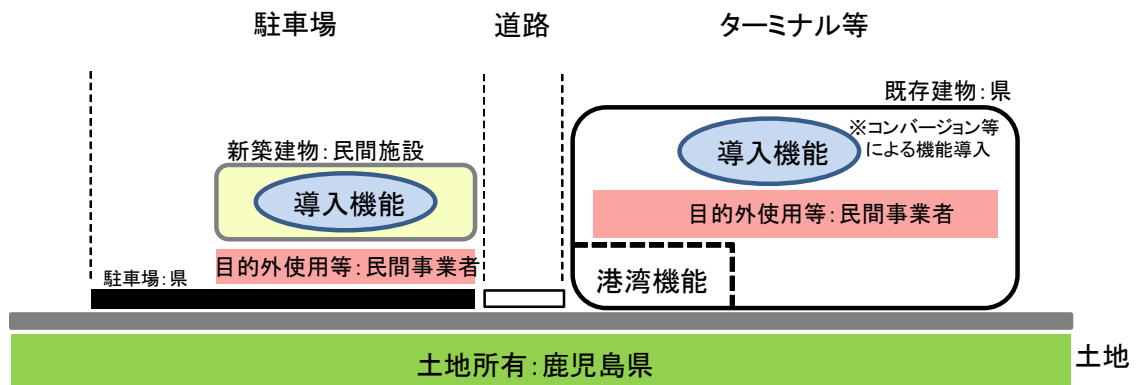 駐車場
道路
ターミナル等
既存建物：県
新築建物：民間施設
導入機能
※コンバージョン等
による機能導入
導入機能
目的外使用等：民間事業者
目的外使用等：民間事業者
港湾機能
駐車場：県
土地所有：鹿児島県
土地